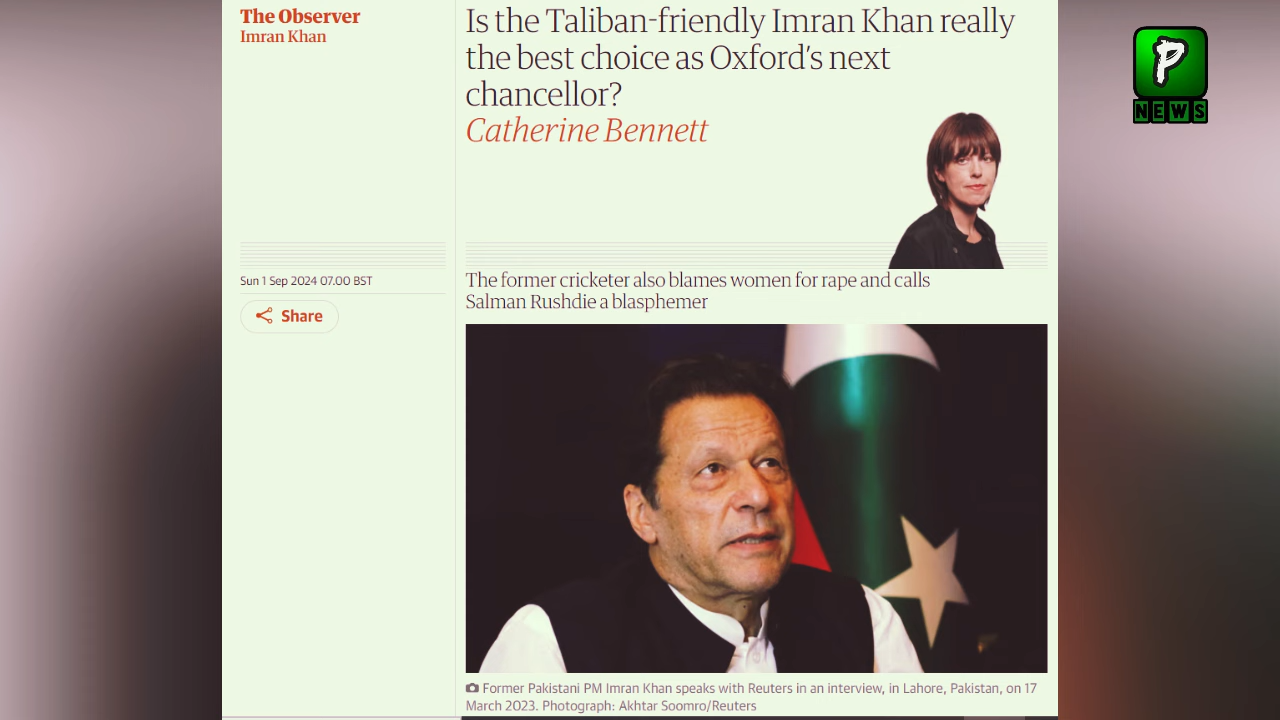 The Observer
Imran Khan
Is the Taliban-friendly Imran Khan really
the best choice as Oxford's next
chancellor?
Catherine Bennett
Sun 1 Sep 2024 07.00 BST
Share
The former cricketer also blames women for rape and calls
Salman Rushdie a blasphemer
Former Pakistani PM Imran Khan speaks with Reuters in an interview, in Lahore, Pakistan, on 17
March 2023. Photograph: Akhtar Soomro/Reuters
P
NEWS